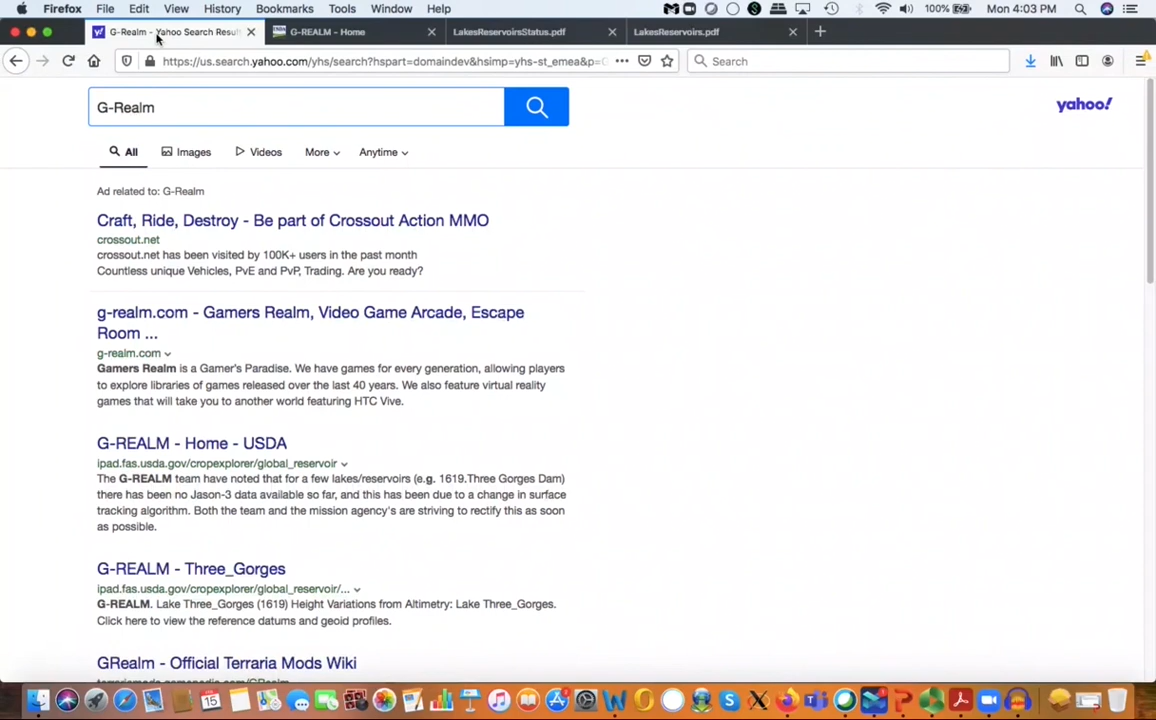 Firefox File Edit View History Bookmarks Tools Window Help 100% Mon 4:03 PM
G-Realm - Yahoo Search Resul G-REALM - Home LakesReservoirsStatus.pdf LakesReservoirs.pdf
https://us.search.yahoo.com/yhs/search?hspart=domaindev&hsimp=yhs-st_emea&p=G Search
G-Realm
yahoo!
All Images Videos More Anytime
Ad related to: G-Realm
Craft, Ride, Destroy - Be part of Crossout Action MMO
crossout.net
crossout.net has been visited by 100K+ users in the past month
Countless unique Vehicles, PvE and PvP, Trading. Are you ready?
g-realm.com - Gamers Realm, Video Game Arcade, Escape
Room ...
g-realm.com
Gamers Realm is a Gamer's Paradise. We have games for every generation, allowing players
to explore libraries of games released over the last 40 years. We also feature virtual reality
games that will take you to another world featuring HTC Vive.
G-REALM - Home - USDA
ipad.fas.usda.gov/cropexplorer/global_reservoir
The G-REALM team have noted that for a few lakes/reservoirs (e.g. 1619.Three Gorges Dam)
there has been no Jason-3 data available so far, and this has been due to a change in surface
tracking algorithm. Both the team and the mission agency's are striving to rectify this as soon
as possible.
G-REALM - Three_Gorges
ipad.fas.usda.gov/cropexplorer/global_reservoir/...
G-REALM. Lake Three_Gorges (1619) Height Variations from Altimetry: Lake Three_Gorges.
Click here to view the reference datums and geoid profiles.
GRealm - Official Terraria Mods Wiki
15